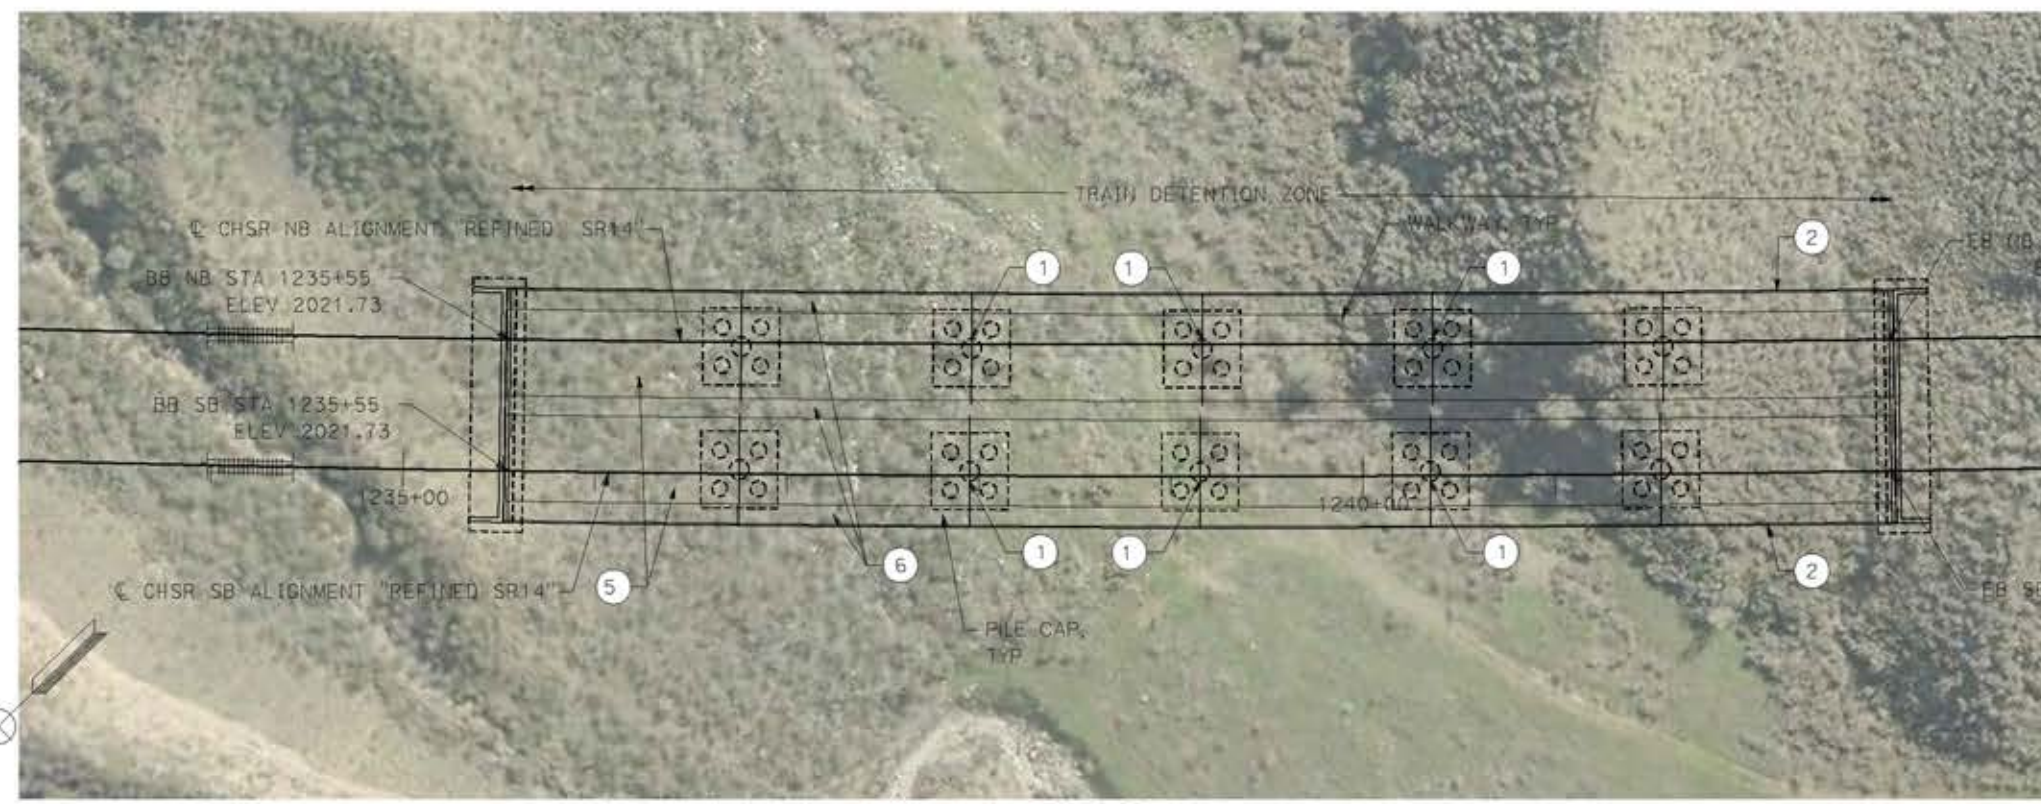 TRAIN DETENTION ZONE
℄ CHSR NB ALIGNMENT "REFINED SR14"
WALKWAY, TYP
2
BB NB STA 1235+55
ELEV 2021.73
1
1
1
BB SB STA 1235+55
ELEV 2021.73
1235+00
1240+00
1
1
1
6
2
5
℄ CHSR SB ALIGNMENT "REFINED SR14"
PILE CAP,
TYP
EB
EB